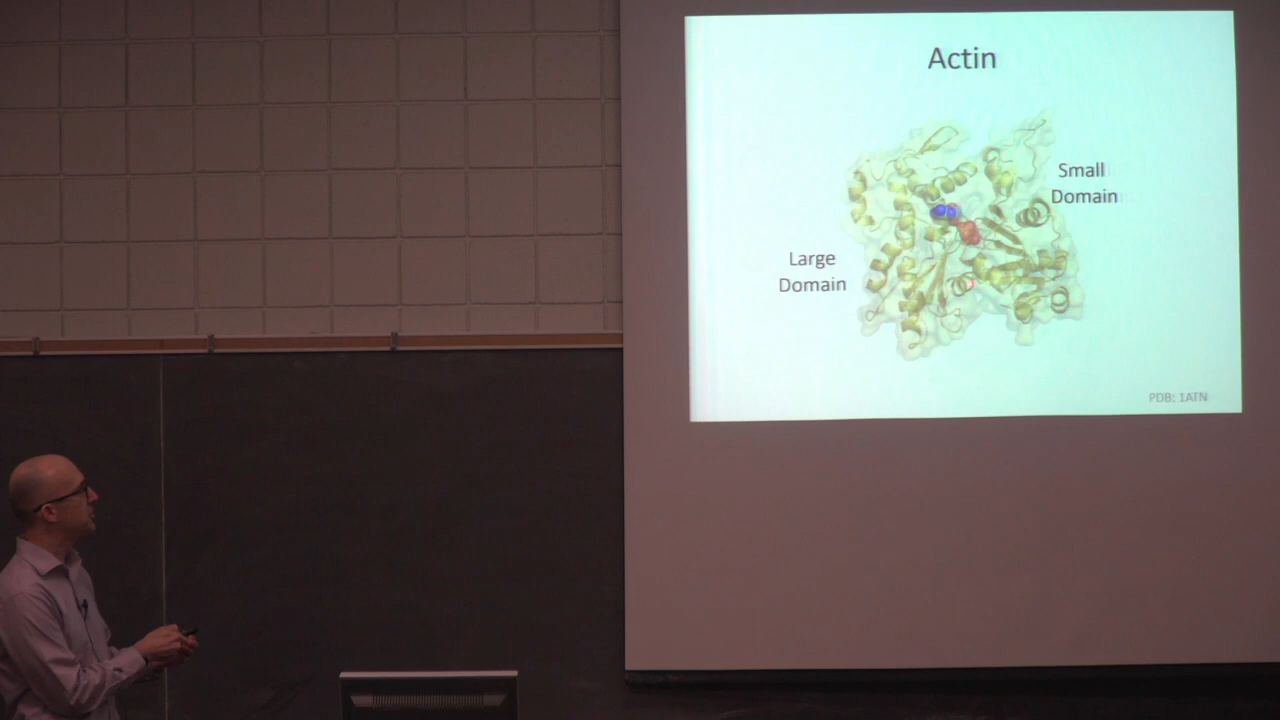 Actin
Small
Domain
Large
Domain
PDB: 1ATN